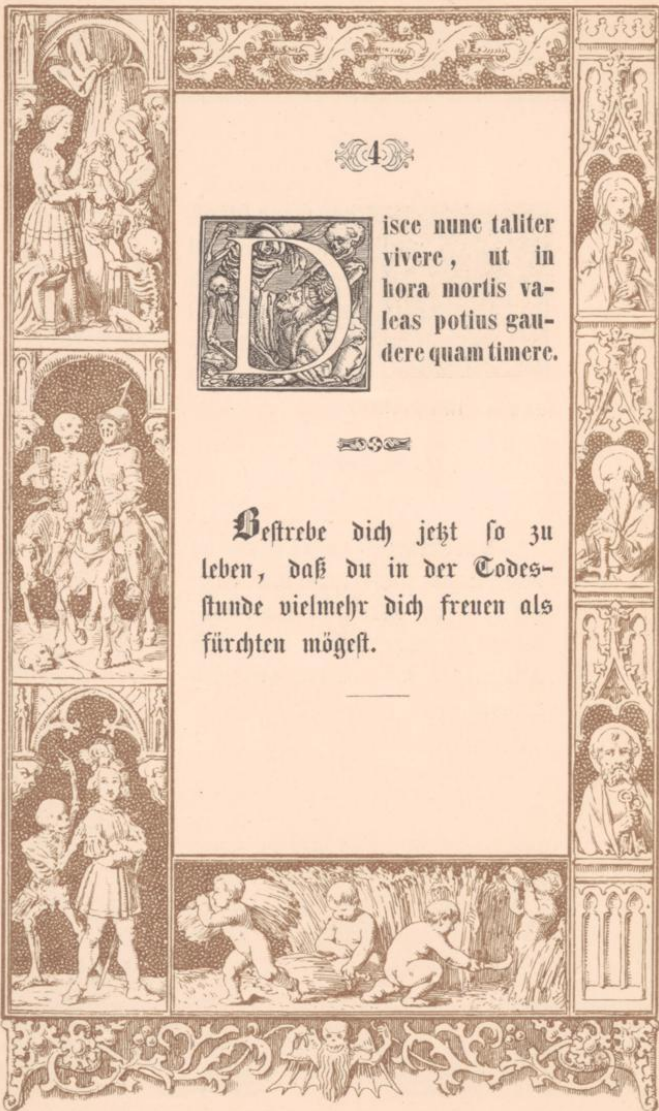 4
Disce nunc taliter
vivere, ut in
hora mortis va-
leas potius gau-
dere quam timere.
Bestrebe dich jetzt so zu
leben, daß du in der Todes-
stunde vielmehr dich freuen als
fürchten mögest.